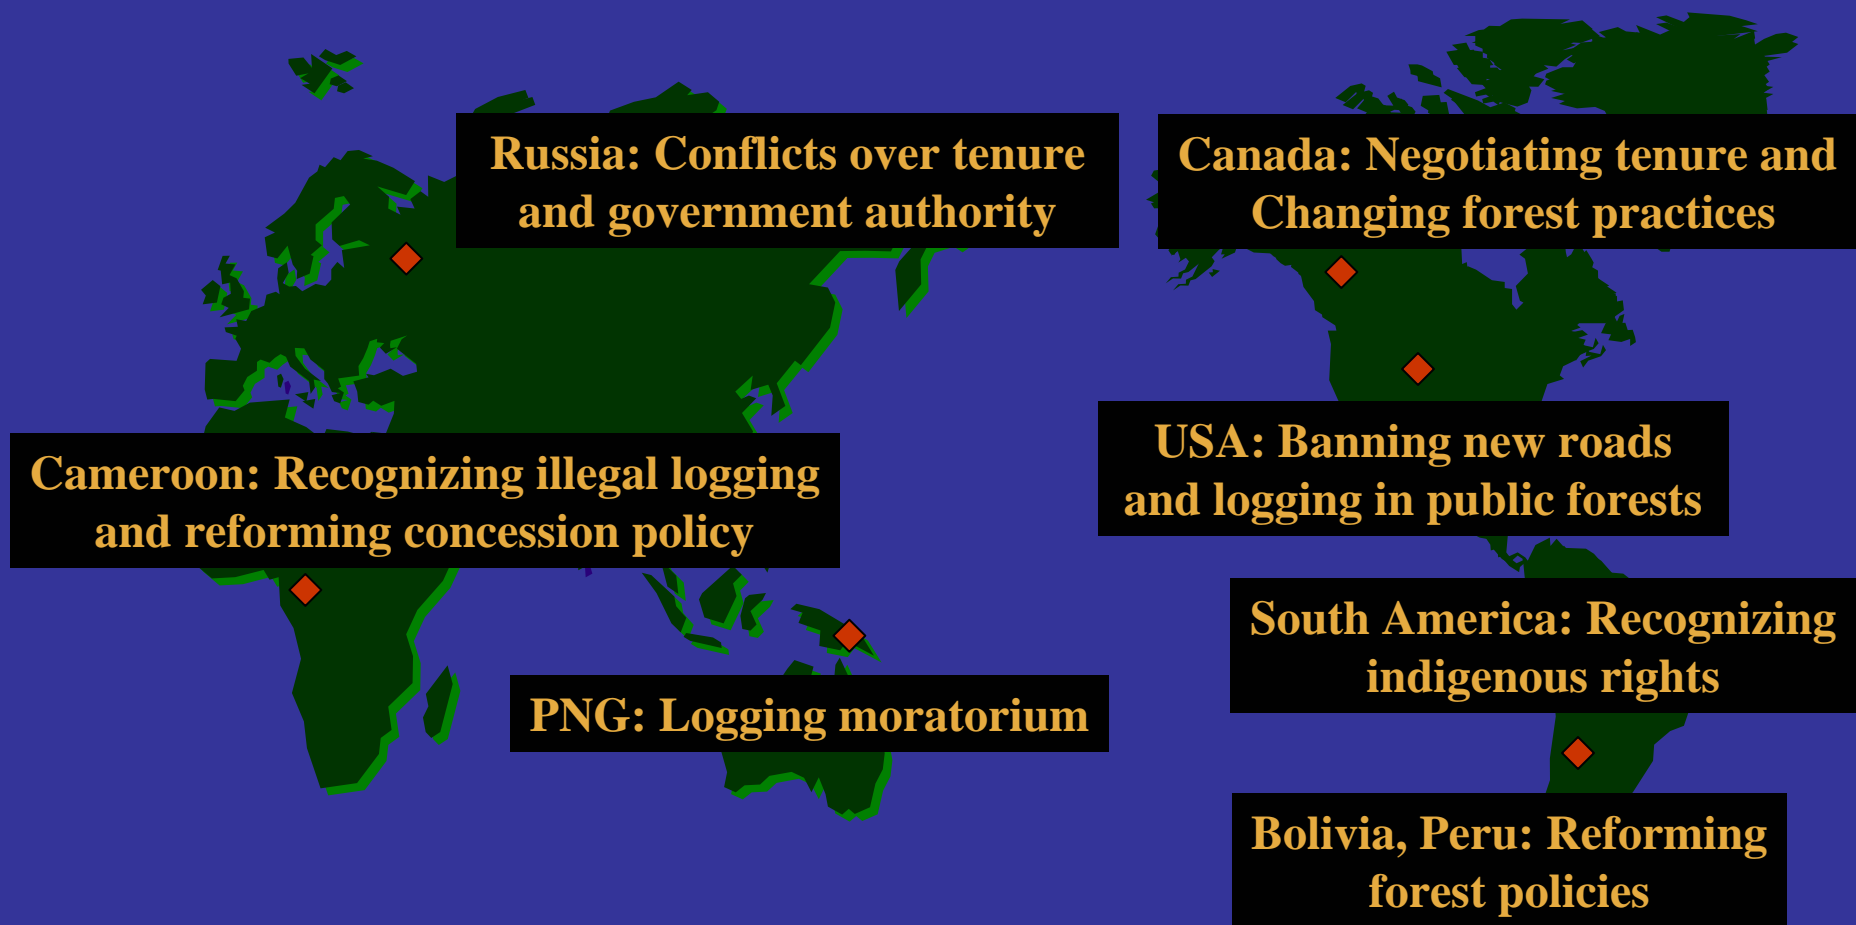 Russia: Conflicts over tenure
and government authority
Canada: Negotiating tenure and
Changing forest practices
Cameroon: Recognizing illegal logging
and reforming concession policy
USA: Banning new roads
and logging in public forests
South America: Recognizing
indigenous rights
PNG: Logging moratorium
Bolivia, Peru: Reforming
forest policies